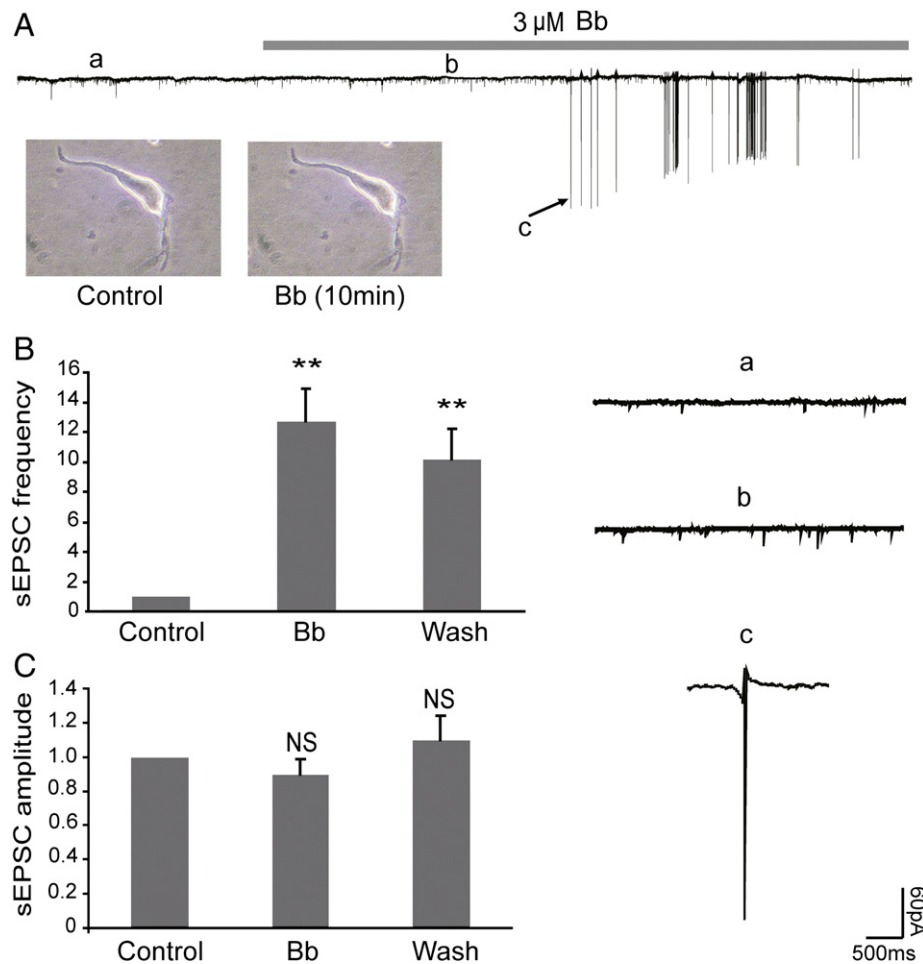 A
3 µM Bb
a
b
c
Control
Bb (10min)
B
sEPSC frequency
16
14
12
10
8
6
4
2
0
**
**
Control
Bb
Wash
a
b
C
sEPSC amplitude
1.4
1.2
1.0
0.8
0.6
0.4
0.2
0
NS
NS
Control
Bb
Wash
c
60pA
500ms